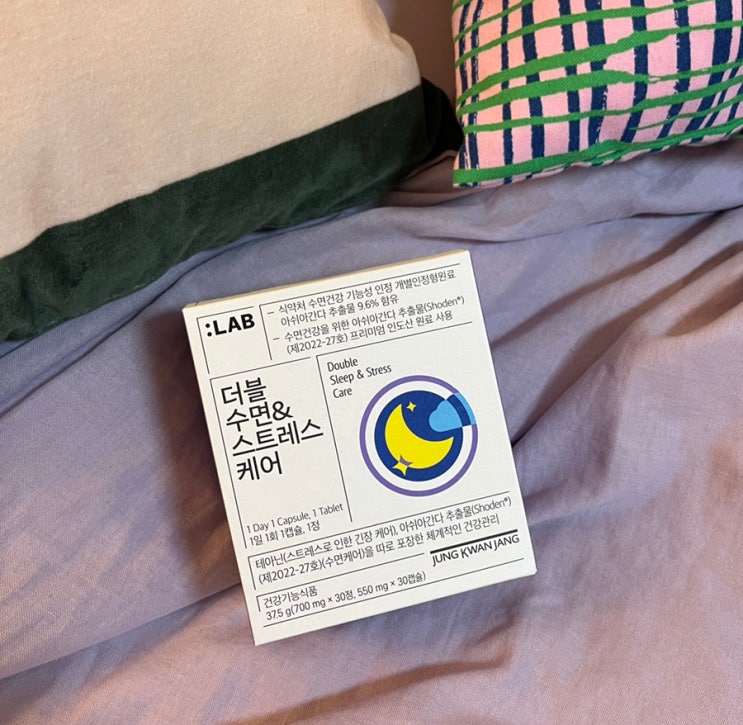 :LAB
– 식약처 수면건강 기능성 인정 개별인정형원료
아쉬아간다 추출물 9.6% 함유
– 수면건강을 위한 아쉬아간다 추출물(Shoden*)
(제2022-27호) 프리미엄 인도산 원료 사용
더블
수면&
스트레스
케어
Double
Sleep & Stress
Care
1 Day 1 Capsule, 1 Tablet
1일 1회 1캡슐, 1정
테아닌(스트레스로 인한 긴장 케어), 아쉬아간다 추출물(Shoden*)
(제2022-27호)(수면케어)을 따로 포장한 체계적인 건강관리
JUNG KWAN JANG
건강기능식품
37.5 g(700 mg × 30정, 550 mg × 30캡슐)